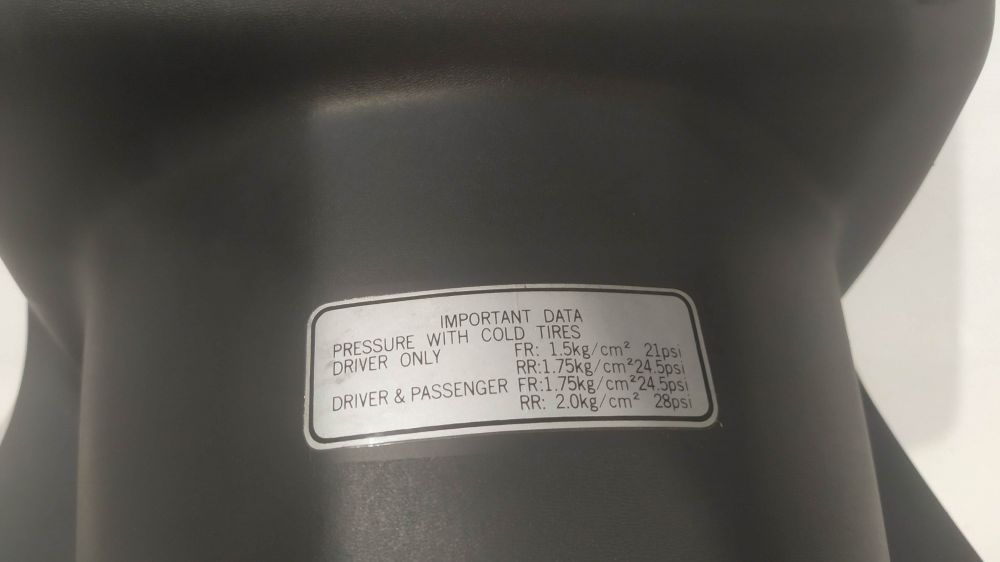 IMPORTANT DATA
PRESSURE WITH COLD TIRES
DRIVER ONLY FR: 1.5kg/cm² 21psi
RR:1.75kg/cm²24.5psi
DRIVER & PASSENGER FR:1.75kg/cm²24.5psi
RR: 2.0kg/cm² 28psi